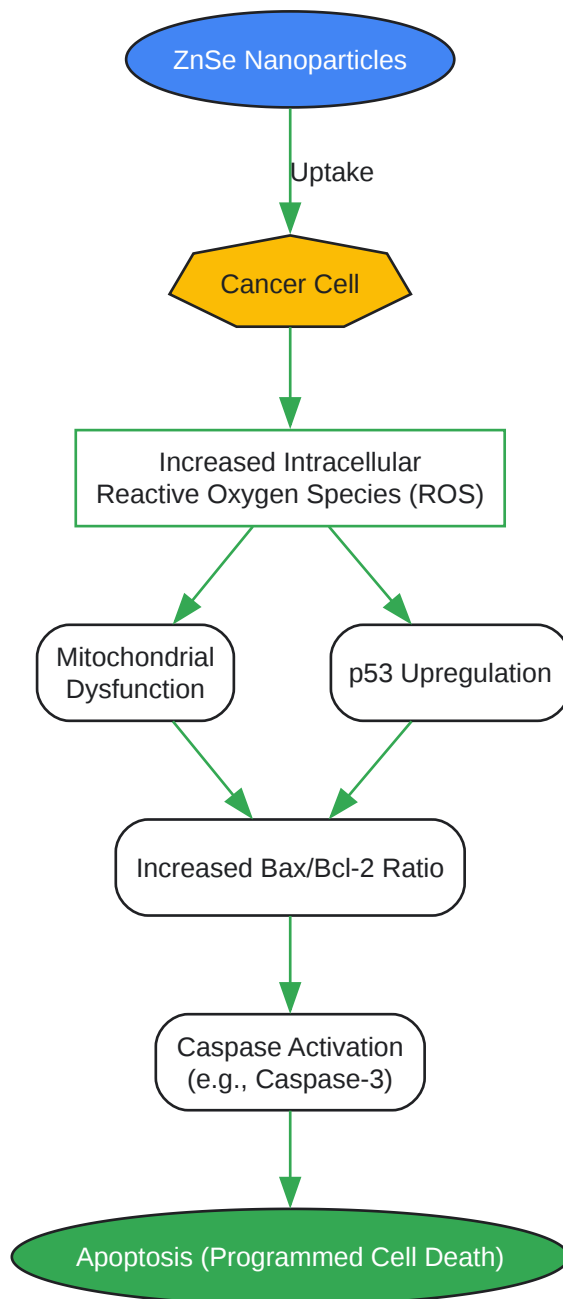 ZnSe Nanoparticles
Uptake
Cancer Cell
Increased Intracellular
Reactive Oxygen Species (ROS)
Mitochondrial
Dysfunction
p53 Upregulation
Increased Bax/Bcl-2 Ratio
Caspase Activation
(e.g., Caspase-3)
Apoptosis (Programmed Cell Death)